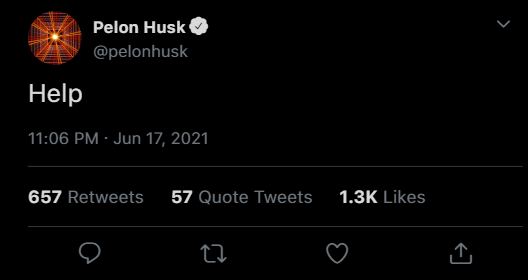 Pelon Husk
@pelonhusk
Help
11:06 PM · Jun 17, 2021
657 Retweets 57 Quote Tweets 1.3K Likes